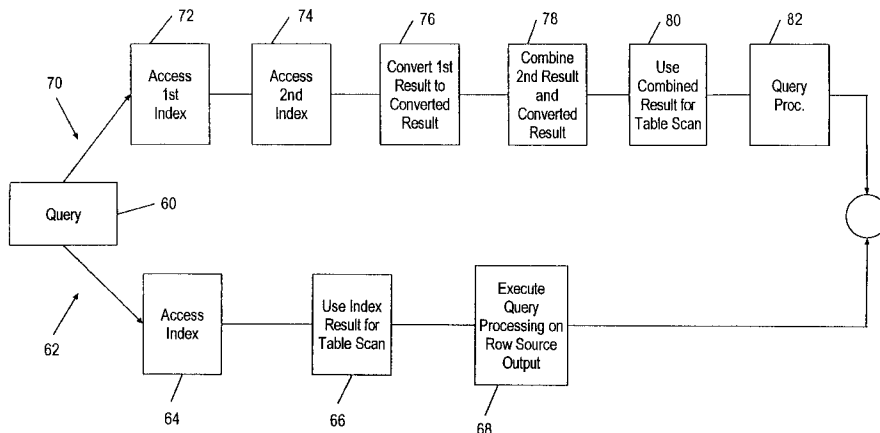 72
74
76
78
80
82
Access
1st
Index
Access
2nd Index
Convert 1st
Result to
Converted
Result
Combine
2nd Result
and
Converted
Result
Use
Combined
Result for
Table Scan
Query
Proc.
70
Query
60
62
Access
Index
Use Index
Result for
Table Scan
Execute
Query
Processing on
Row Source
Output
64
66
68